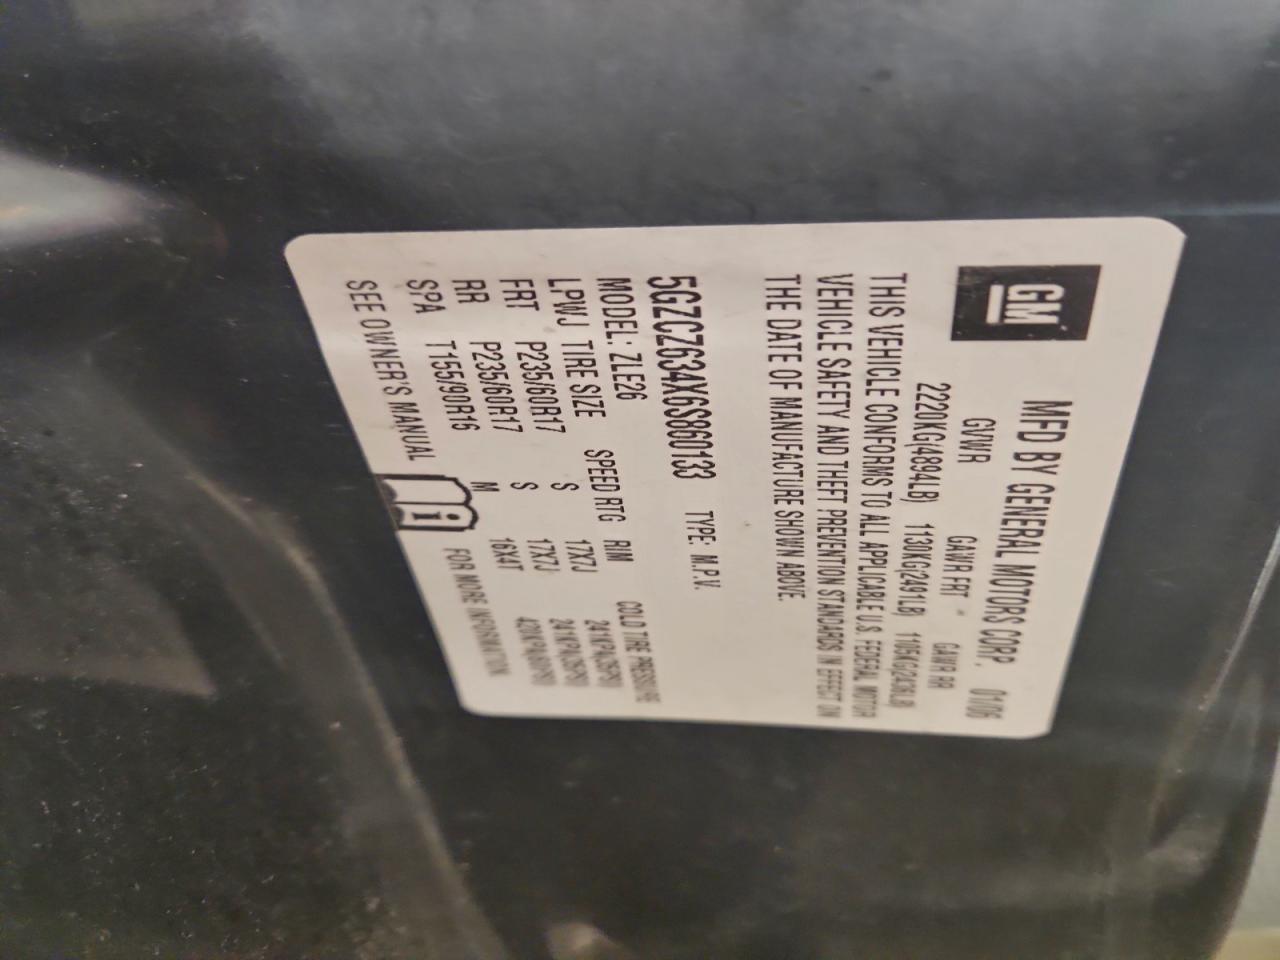 GM
MFD BY GENERAL MOTORS CORP. 01/06
GVWR GAWR FRT GAWR RR
2220KG(4894LB) 1130KG(2491LB) 1105KG(2436LB)
THIS VEHICLE CONFORMS TO ALL APPLICABLE U.S. FEDERAL MOTOR
VEHICLE SAFETY AND THEFT PREVENTION STANDARDS IN EFFECT ON
THE DATE OF MANUFACTURE SHOWN ABOVE.
5GZCZ634X6S860133 TYPE: M.P.V.
MODEL: ZLE26
LPWJ TIRE SIZE SPEED RTG RIM COLD TIRE PRESSURE
FRT P235/60R17 S 17X7J 241KPA(35PSI)
RR P235/60R17 S 17X7J 241KPA(35PSI)
SPA T155/90R16 M 16X4T 420KPA(60PSI)
SEE OWNER'S MANUAL i FOR MORE INFORMATION